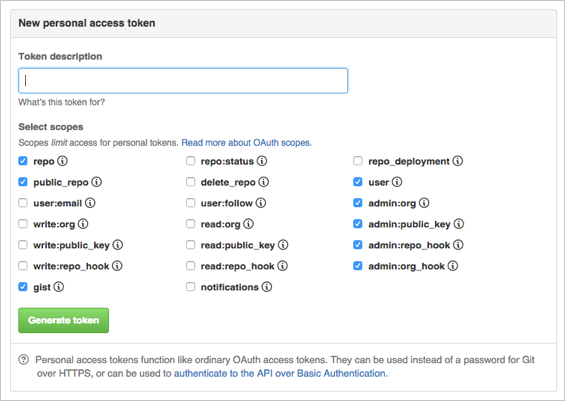 New personal access token
Token description
What's this token for?
Select scopes
Scopes limit access for personal tokens. Read more about OAuth scopes.
repo repo:status repo_deployment
public_repo delete_repo user
user:email user:follow admin:org
write:org read:org admin:public_key
write:public_key read:public_key admin:repo_hook
write:repo_hook read:repo_hook admin:org_hook
gist notifications
Generate token
Personal access tokens function like ordinary OAuth access tokens. They can be used instead of a password for Git
over HTTPS, or can be used to authenticate to the API over Basic Authentication.